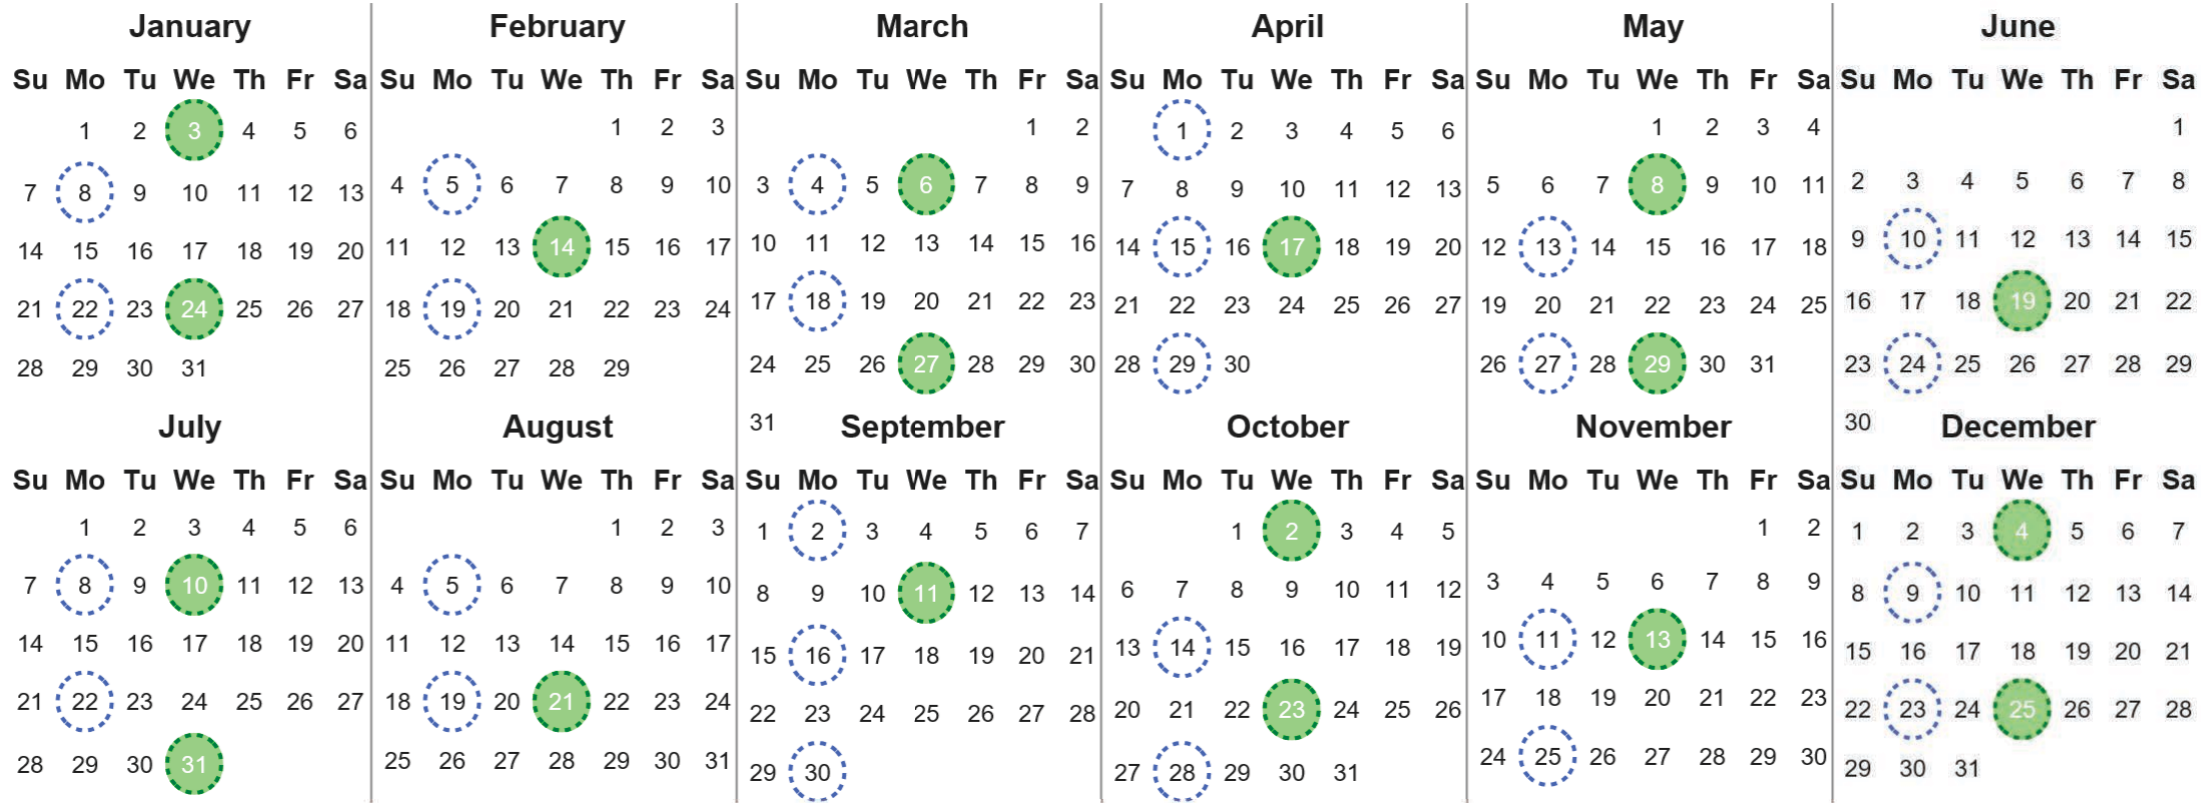 January February March April May June
Su Mo Tu We Th Fr Sa Su Mo Tu We Th Fr Sa Su Mo Tu We Th Fr Sa Su Mo Tu We Th Fr Sa Su Mo Tu We Th Fr Sa Su Mo Tu We Th Fr Sa
1 2 3 4 5 6 1 2 3 1 2 1 2 3 4 5 6 1 2 3 4 1
7 8 9 10 11 12 13 4 5 6 7 8 9 10 3 4 5 6 7 8 9 7 8 9 10 11 12 13 5 6 7 8 9 10 11 2 3 4 5 6 7 8
14 15 16 17 18 19 20 11 12 13 14 15 16 17 10 11 12 13 14 15 16 14 15 16 17 18 19 20 12 13 14 15 16 17 18 9 10 11 12 13 14 15
21 22 23 24 25 26 27 18 19 20 21 22 23 24 17 18 19 20 21 22 23 21 22 23 24 25 26 27 19 20 21 22 23 24 25 16 17 18 19 20 21 22
28 29 30 31 25 26 27 28 29 24 25 26 27 28 29 30 28 29 30 26 27 28 29 30 31 23 24 25 26 27 28 29
31 30
July August September October November December
Su Mo Tu We Th Fr Sa Su Mo Tu We Th Fr Sa Su Mo Tu We Th Fr Sa Su Mo Tu We Th Fr Sa Su Mo Tu We Th Fr Sa Su Mo Tu We Th Fr Sa
1 2 3 4 5 6 1 2 3 1 2 3 4 5 6 7 1 2 3 4 5 1 2 1 2 3 4 5 6 7
7 8 9 10 11 12 13 4 5 6 7 8 9 10 8 9 10 11 12 13 14 6 7 8 9 10 11 12 3 4 5 6 7 8 9 8 9 10 11 12 13 14
14 15 16 17 18 19 20 11 12 13 14 15 16 17 15 16 17 18 19 20 21 13 14 15 16 17 18 19 10 11 12 13 14 15 16 15 16 17 18 19 20 21
21 22 23 24 25 26 27 18 19 20 21 22 23 24 22 23 24 25 26 27 28 20 21 22 23 24 25 26 17 18 19 20 21 22 23 22 23 24 25 26 27 28
28 29 30 31 25 26 27 28 29 30 31 29 30 27 28 29 30 31 24 25 26 27 28 29 30 29 30 31